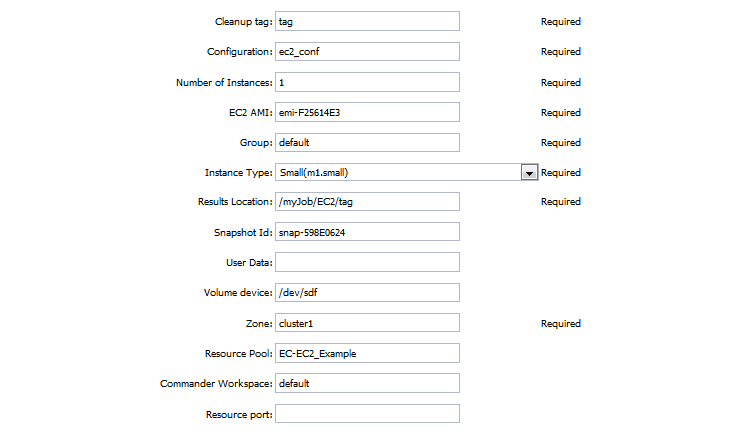 Cleanup tag: tag Required
Configuration: ec2_conf Required
Number of Instances: 1 Required
EC2 AMI: emi-F25614E3 Required
Group: default Required
Instance Type: Small(m1.small) Required
Results Location: /myJob/EC2/tag Required
Snapshot Id: snap-598E0624
User Data:
Volume device: /dev/sdf
Zone: cluster1 Required
Resource Pool: EC-EC2_Example
Commander Workspace: default
Resource port: